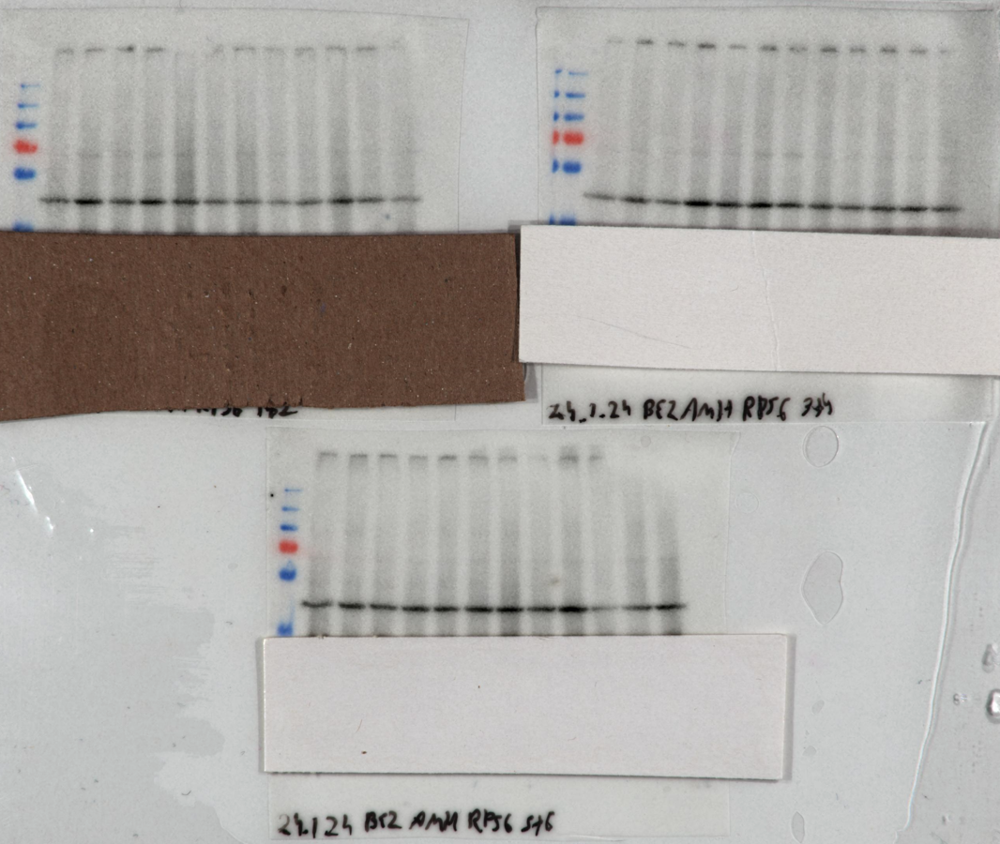 24.1.24 BE2 AMH RPS6 3+4
24.1.24 BE2 AMH RPS6 5+6